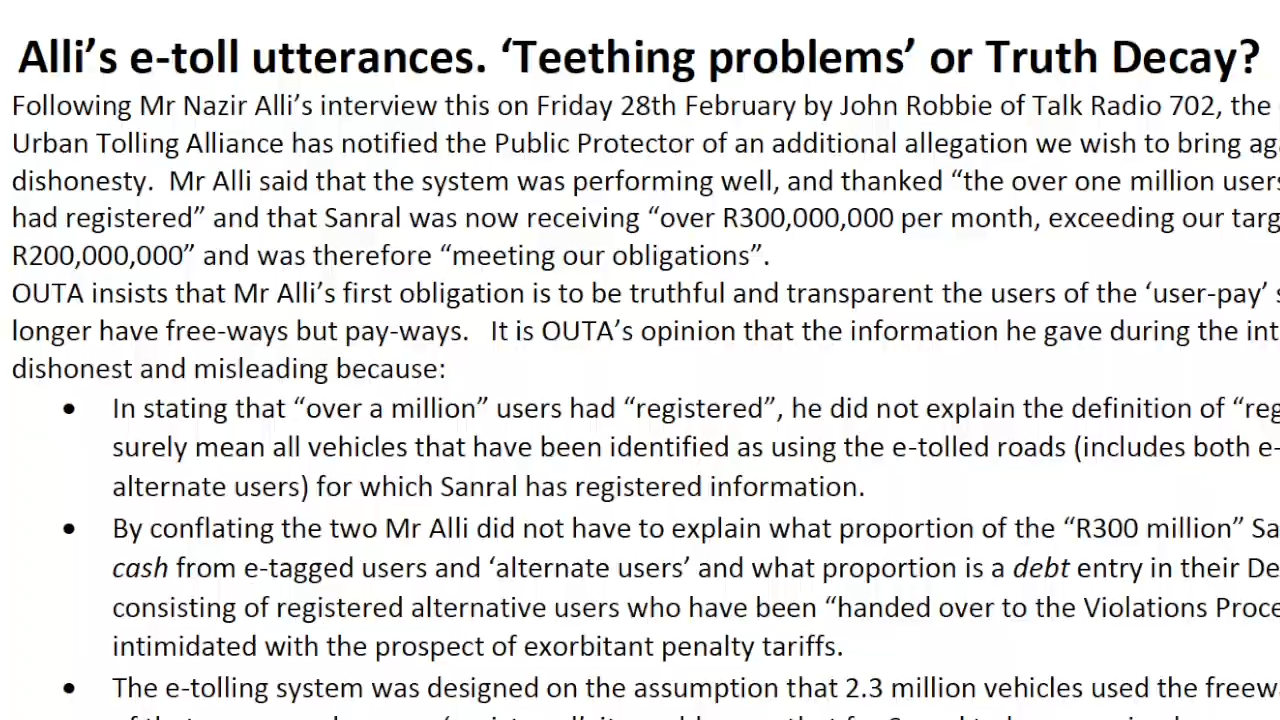 Alli’s e-toll utterances. ‘Teething problems’ or Truth Decay?
Following Mr Nazir Alli’s interview this on Friday 28th February by John Robbie of Talk Radio 702, the
Urban Tolling Alliance has notified the Public Protector of an additional allegation we wish to bring
dishonesty.  Mr Alli said that the system was performing well, and thanked “the over one million users
had registered” and that Sanral was now receiving “over R300,000,000 per month, exceeding our
R200,000,000” and was therefore “meeting our obligations”.
OUTA insists that Mr Alli’s first obligation is to be truthful and transparent the users of the ‘user-pay’
longer have free-ways but pay-ways.   It is OUTA’s opinion that the information he gave during the
dishonest and misleading because:
• In stating that “over a million” users had “registered”, he did not explain the definition of
surely mean all vehicles that have been identified as using the e-tolled roads (includes both e-
alternate users) for which Sanral has registered information.
• By conflating the two Mr Alli did not have to explain what proportion of the “R300 million”
cash from e-tagged users and ‘alternate users’ and what proportion is a debt entry in their
consisting of registered alternative users who have been “handed over to the Violations
intimidated with the prospect of exorbitant penalty tariffs.
• The e-tolling system was designed on the assumption that 2.3 million vehicles used the